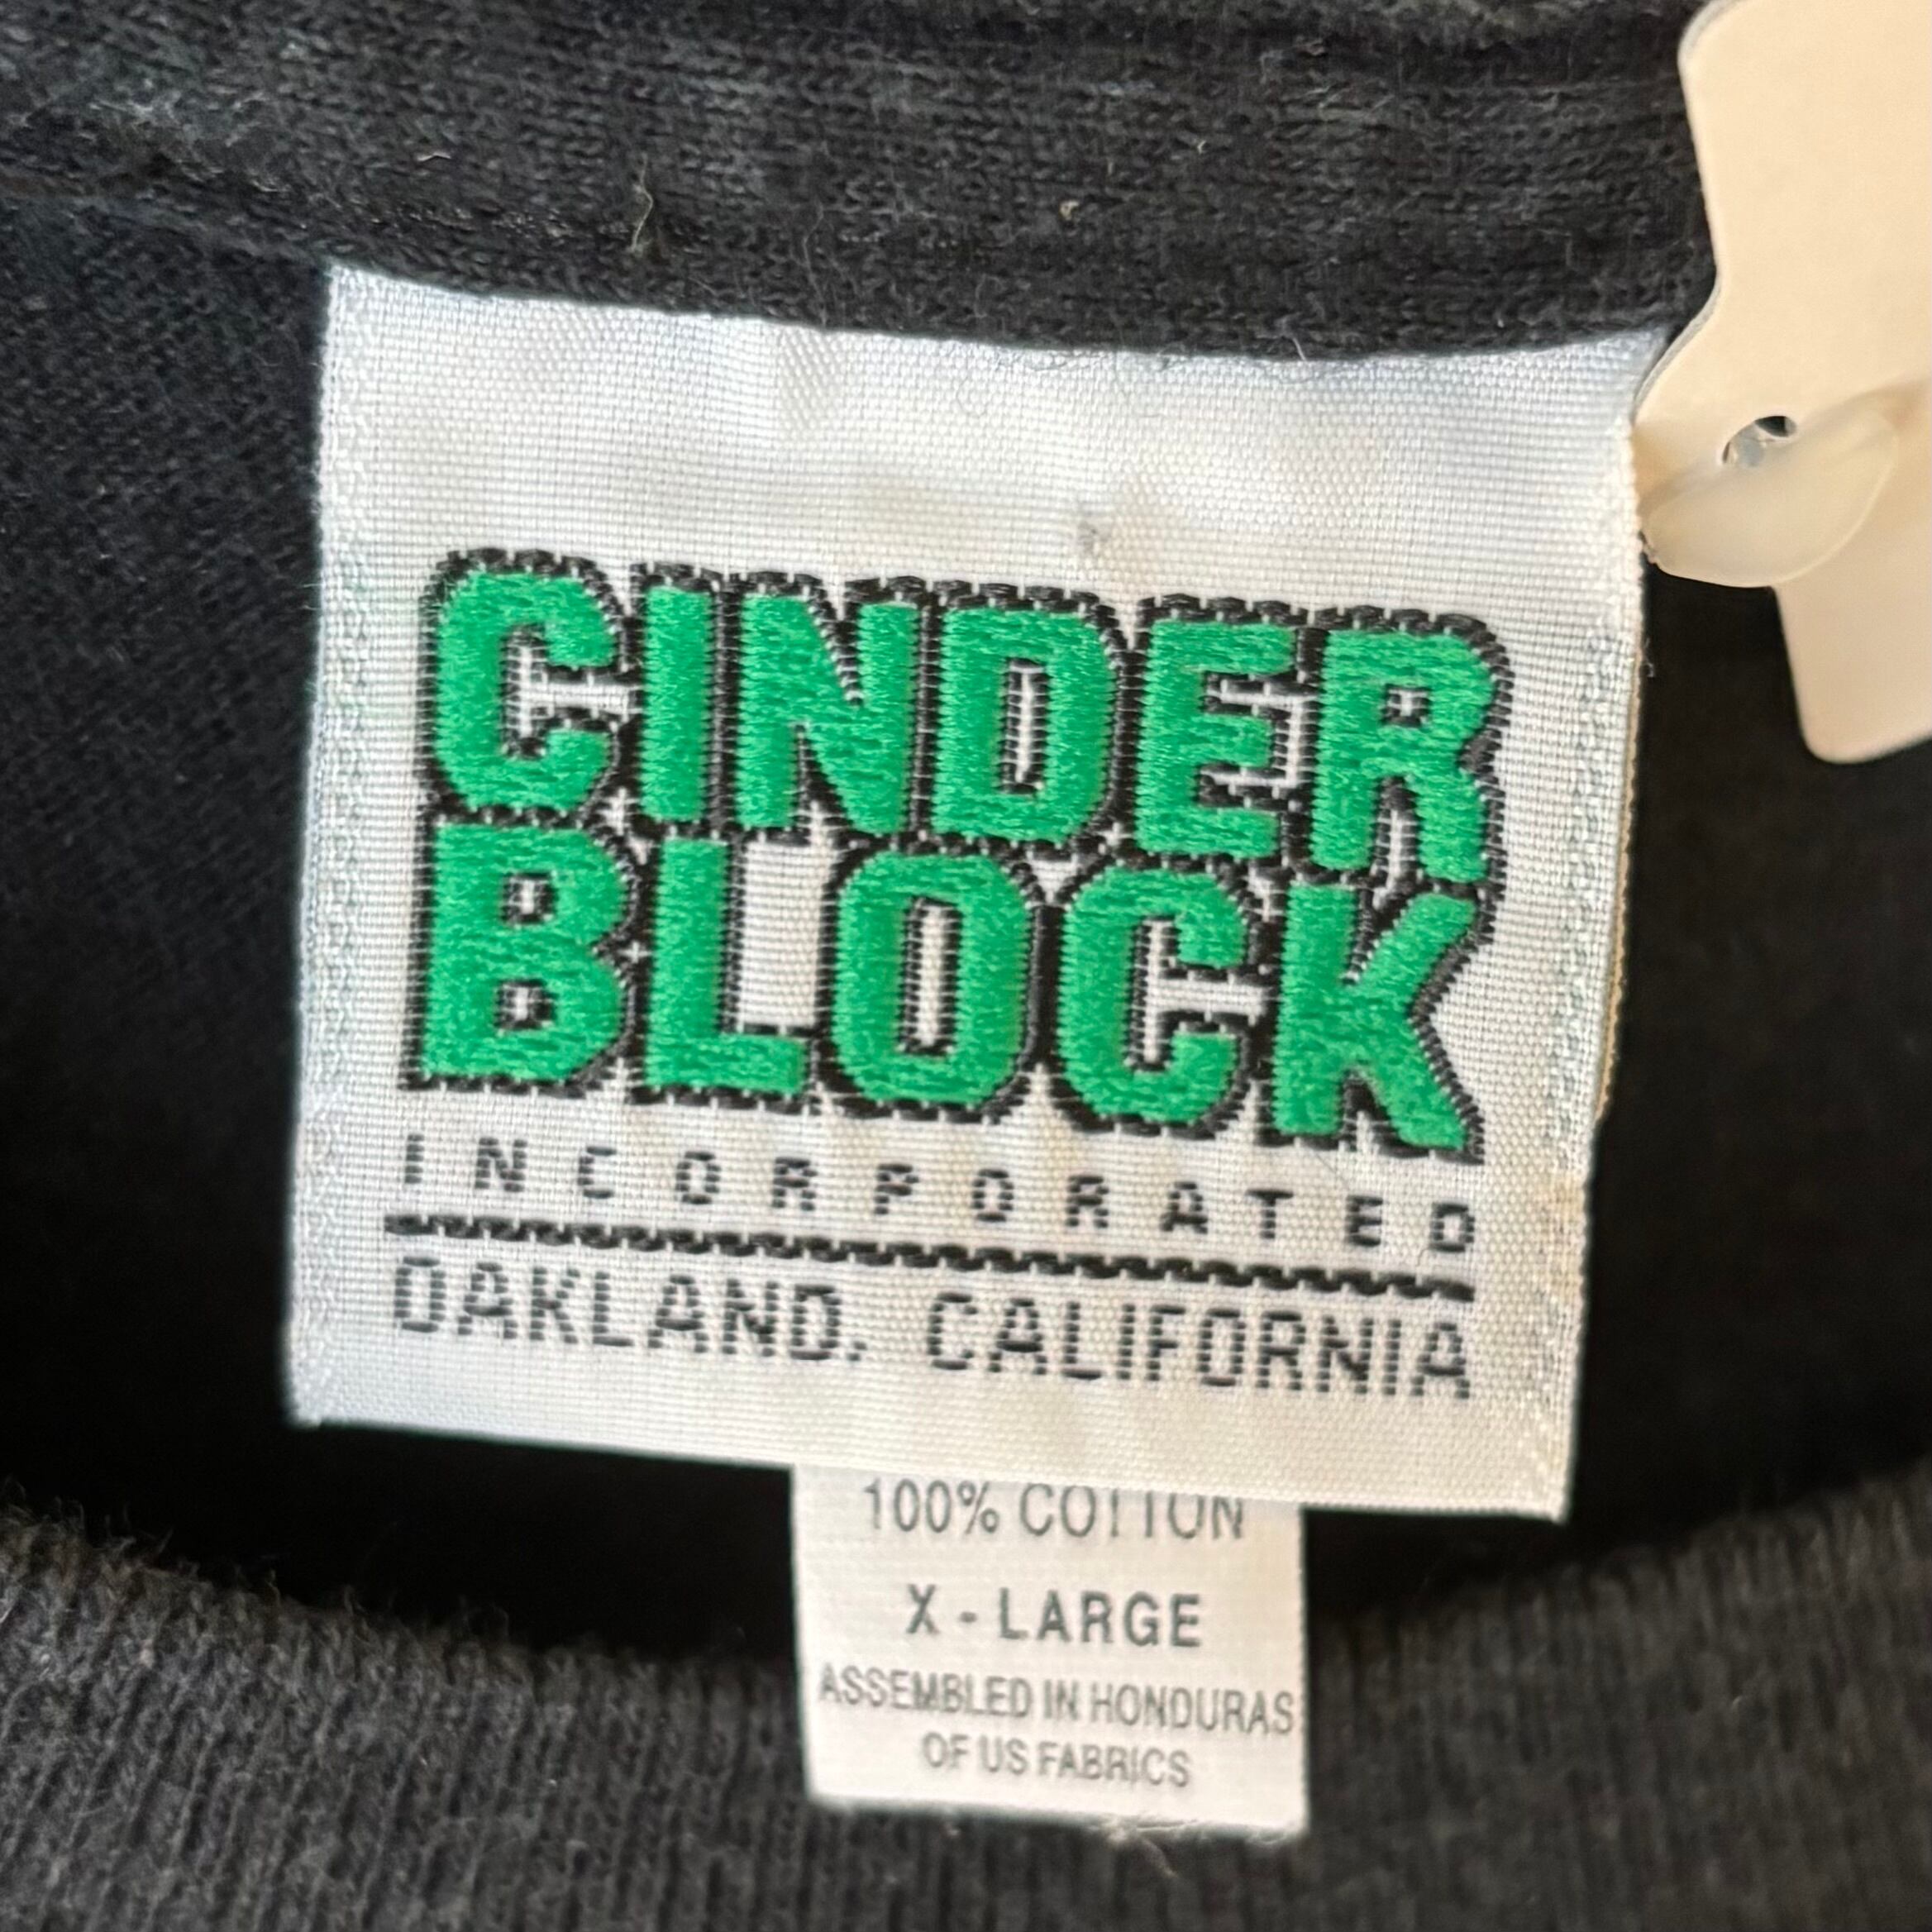 CINDER
BLOCK
INCORPORATED
OAKLAND, CALIFORNIA
100% COTTON
X - LARGE
ASSEMBLED IN HONDURAS
OF US FABRICS